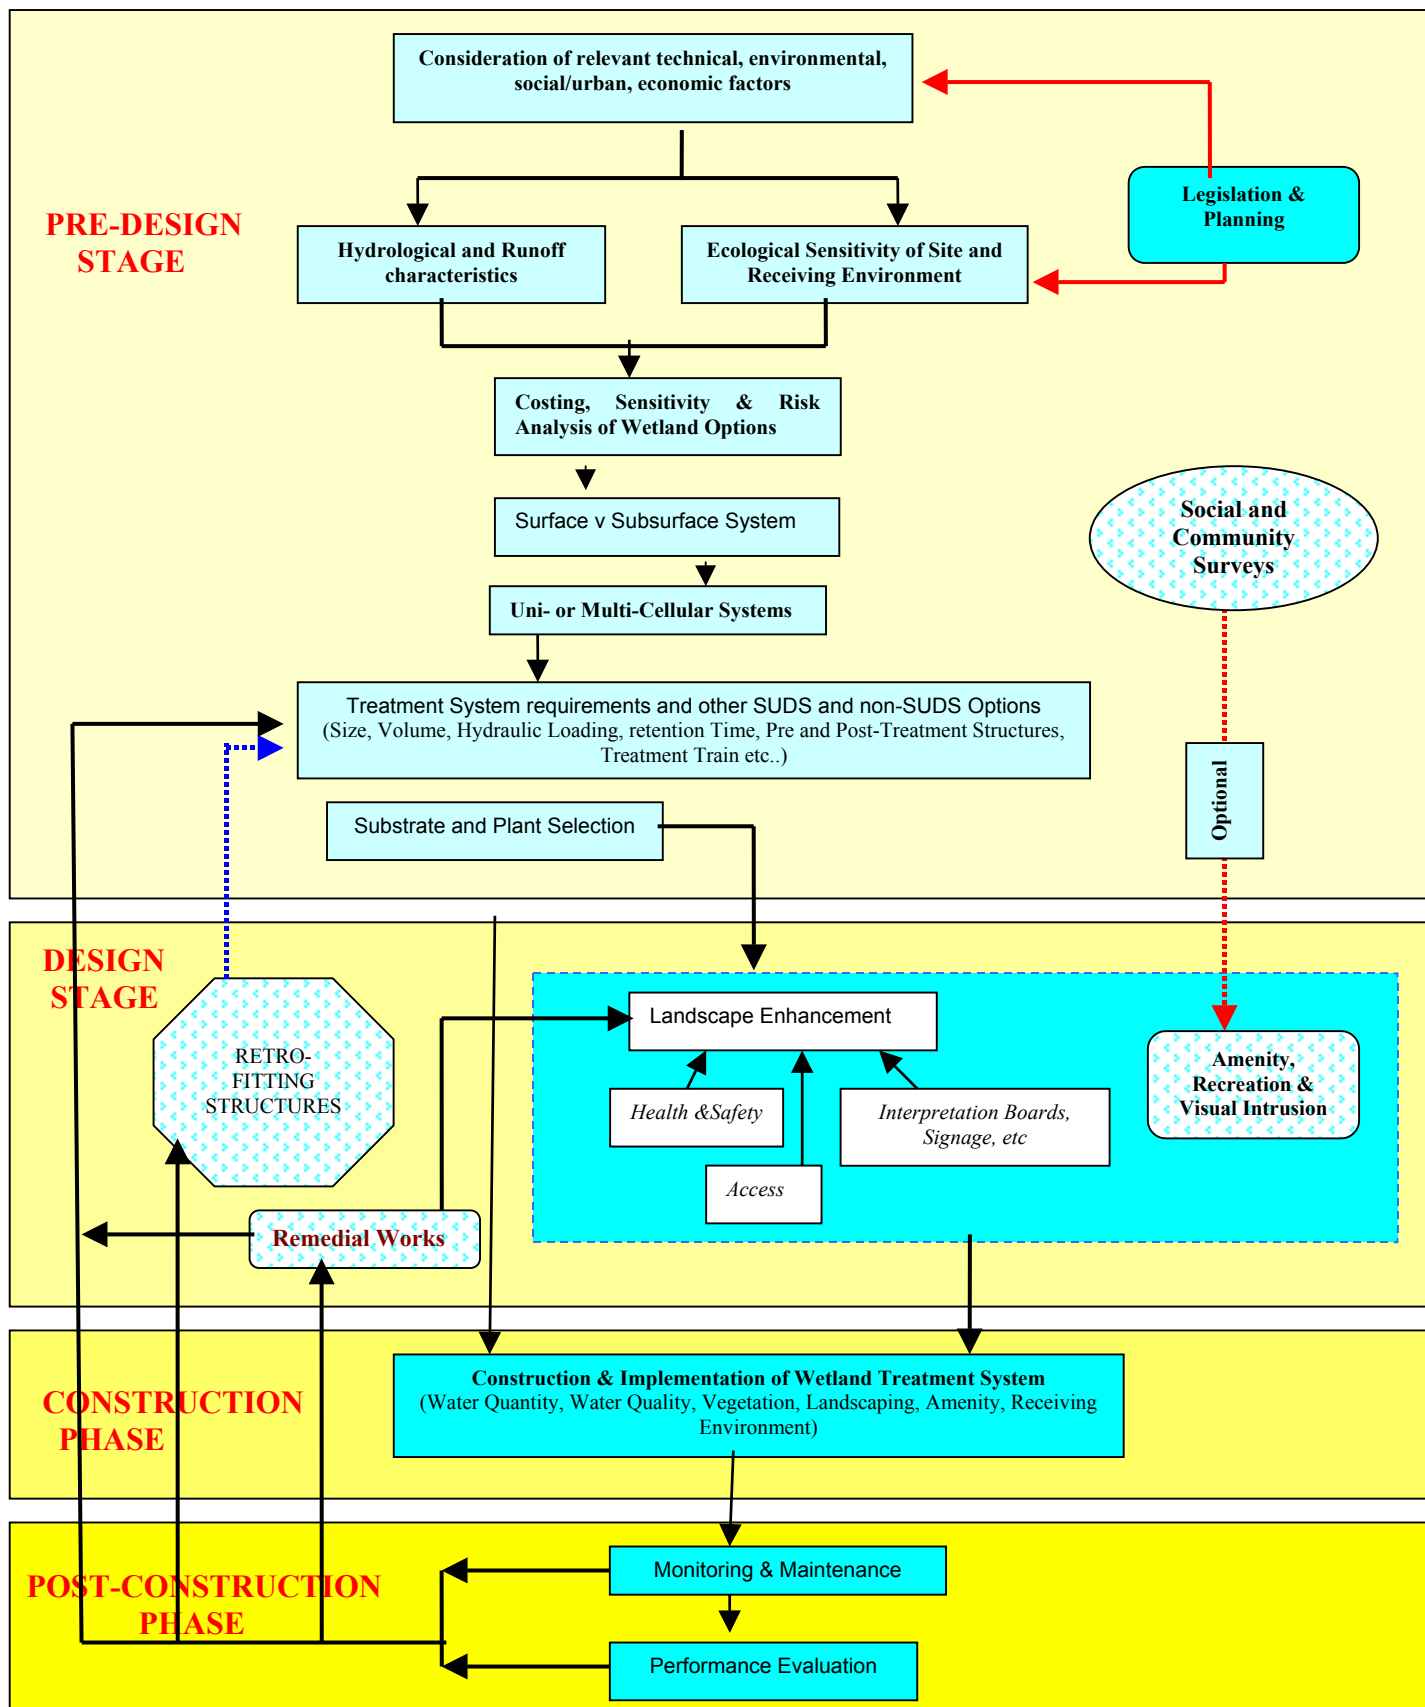 Consideration of relevant technical, environmental,
social/urban, economic factors
Legislation &
Planning
PRE-DESIGN
STAGE
Hydrological and Runoff
characteristics
Ecological Sensitivity of Site and
Receiving Environment
Costing, Sensitivity & Risk
Analysis of Wetland Options
Surface v Subsurface System
Social and
Community
Surveys
Uni- or Multi-Cellular Systems
Treatment System requirements and other SUDS and non-SUDS Options
(Size, Volume, Hydraulic Loading, retention Time, Pre and Post-Treatment Structures,
Treatment Train etc..)
Optional
Substrate and Plant Selection
DESIGN
STAGE
Landscape Enhancement
RETRO-
FITTING
STRUCTURES
Amenity,
Recreation &
Visual Intrusion
Health &Safety
Interpretation Boards,
Signage, etc
Access
Remedial Works
CONSTRUCTION
PHASE
Construction & Implementation of Wetland Treatment System
(Water Quantity, Water Quality, Vegetation, Landscaping, Amenity, Receiving
Environment)
POST-CONSTRUCTION
PHASE
Monitoring & Maintenance
Performance Evaluation